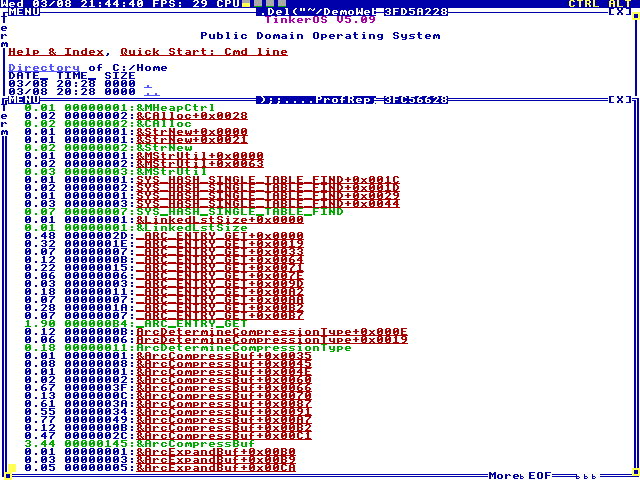 Wed 03/08 21:44:40 FPS: 29 CPU CTRL ALT
MENU .Del("~/DemoWeb 3FD5A228 [X]
TinkerOS V5.09
Public Domain Operating System
Help & Index, Quick Start: Cmd line
Directory of C:/Home
DATE_ TIME_ SIZE
03/08 20:28 0000 .
03/08 20:28 0000 ..
Term
MENU D;;....ProfRep; 3FC56628 [X]
Term
0.01 00000001:&MHeapCtrl
0.02 00000002:&CAlloc+0x0028
0.02 00000002:&CAlloc
0.01 00000001:&StrNew+0x0000
0.01 00000001:&StrNew+0x0021
0.02 00000002:&StrNew
0.01 00000001:&MStrUtil+0x0000
0.02 00000002:&MStrUtil+0x0063
0.03 00000003:&MStrUtil
0.01 00000001:SYS_HASH_SINGLE_TABLE_FIND+0x001C
0.02 00000002:SYS_HASH_SINGLE_TABLE_FIND+0x001D
0.01 00000001:SYS_HASH_SINGLE_TABLE_FIND+0x0029
0.03 00000003:SYS_HASH_SINGLE_TABLE_FIND+0x0044
0.07 00000007:SYS_HASH_SINGLE_TABLE_FIND
0.01 00000001:&LinkedLstSize+0x0000
0.01 00000001:&LinkedLstSize
.48 0000002D:_ARC_ENTRY_GET+0x0000
0.32 0000001E:_ARC_ENTRY_GET+0x0019
0.07 00000007:_ARC_ENTRY_GET+0x0033
0.12 0000000B:_ARC_ENTRY_GET+0x0064
0.22 00000015:_ARC_ENTRY_GET+0x0071
0.06 00000006:_ARC_ENTRY_GET+0x007E
0.03 00000003:_ARC_ENTRY_GET+0x009D
0.18 00000011:_ARC_ENTRY_GET+0x00A2
0.07 00000007:_ARC_ENTRY_GET+0x00AA
0.28 0000001A:_ARC_ENTRY_GET+0x00B2
0.07 00000007:_ARC_ENTRY_GET+0x00B7
1.90 000000B4:_ARC_ENTRY_GET
0.12 0000000B:ArcDetermineCompressionType+0x000E
0.06 00000006:ArcDetermineCompressionType+0x0019
0.18 00000011:ArcDetermineCompressionType
0.01 00000001:&ArcCompressBuf+0x0035
0.08 00000008:&ArcCompressBuf+0x0045
0.01 00000001:&ArcCompressBuf+0x004E
0.02 00000002:&ArcCompressBuf+0x0060
0.67 0000003F:&ArcCompressBuf+0x0066
0.13 0000000C:&ArcCompressBuf+0x0070
0.61 0000003A:&ArcCompressBuf+0x0087
0.55 00000034:&ArcCompressBuf+0x0091
0.77 00000049:&ArcCompressBuf+0x00A7
0.12 0000000B:&ArcCompressBuf+0x00B2
0.47 0000002C:&ArcCompressBuf+0x00C1
3.44 00000145:&ArcCompressBuf
0.01 00000001:&ArcExpandBuf+0x00B0
0.03 00000003:&ArcExpandBuf+0x00B9
0.05 00000005:&ArcExpandBuf+0x00CA
More EOF